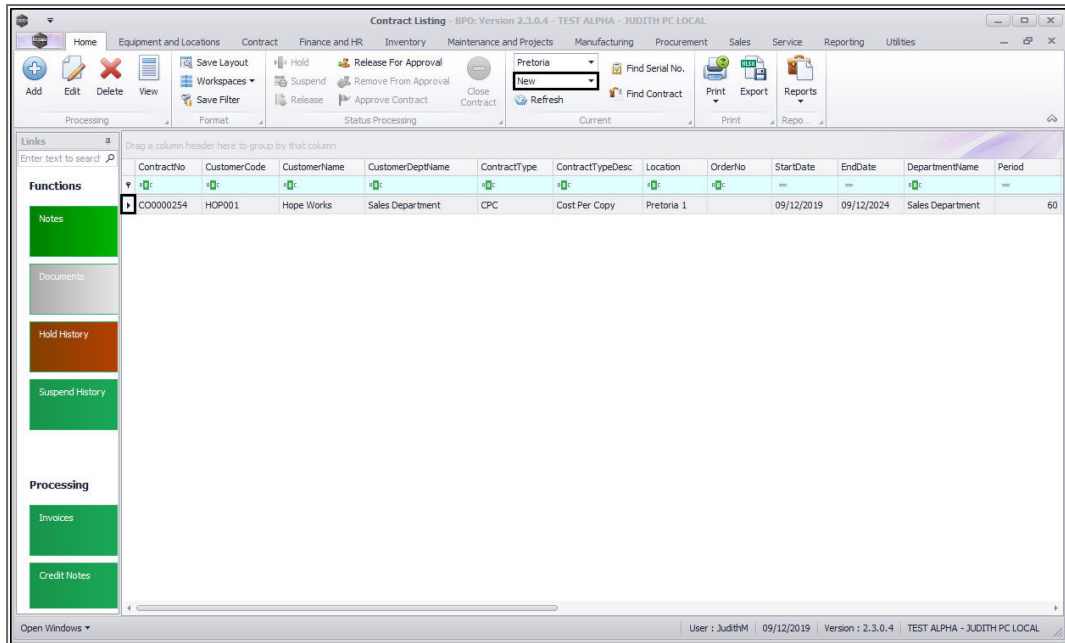 Contract Listing - BPO: Version 2.3.0.4 - TEST ALPHA - JUDITH PC LOCAL
Home Equipment and Locations Contract Finance and HR Inventory Maintenance and Projects Manufacturing Procurement Sales Service Reporting Utilities
Add Edit Delete View
Save Layout
Workspaces
Save Filter
Hold
Suspend
Release
Release For Approval
Remove From Approval
Approve Contract
Close
Contract
Pretoria
New
Refresh
Find Serial No.
Find Contract
Print Export Reports
Processing Format Status Processing Current Print Repo...
Links
Enter text to search
Drag a column header here to group by that column
ContractNo CustomerCode CustomerName CustomerDeptName ContractType ContractTypeDesc Location OrderNo StartDate EndDate DepartmentName Period
CO0000254 HOP001 Hope Works Sales Department CPC Cost Per Copy Pretoria 1 09/12/2019 09/12/2024 Sales Department 60
Functions
Notes
Documents
Hold History
Suspend History
Processing
Invoices
Credit Notes
Open Windows
User : JudithM 09/12/2019 Version : 2.3.0.4 TEST ALPHA - JUDITH PC LOCAL